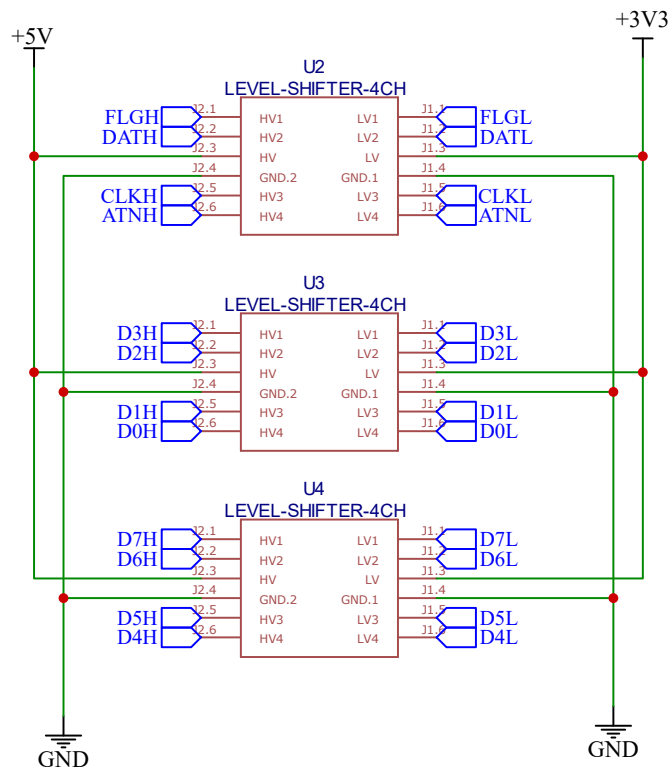 +5V
+3V3
U2
LEVEL-SHIFTER-4CH
FLGH J2.1 HV1 LV1 J1.1 FLGL
DATH J2.2 HV2 LV2 J1.2 DATL
J2.3 HV LV J1.3
J2.4 GND.2 GND.1 J1.4
CLKH J2.5 HV3 LV3 J1.5 CLKL
ATNH J2.6 HV4 LV4 J1.6 ATNL
U3
LEVEL-SHIFTER-4CH
D3H J2.1 HV1 LV1 J1.1 D3L
D2H J2.2 HV2 LV2 J1.2 D2L
J2.3 HV LV J1.3
J2.4 GND.2 GND.1 J1.4
D1H J2.5 HV3 LV3 J1.5 D1L
D0H J2.6 HV4 LV4 J1.6 D0L
U4
LEVEL-SHIFTER-4CH
D7H J2.1 HV1 LV1 J1.1 D7L
D6H J2.2 HV2 LV2 J1.2 D6L
J2.3 HV LV J1.3
J2.4 GND.2 GND.1 J1.4
D5H J2.5 HV3 LV3 J1.5 D5L
D4H J2.6 HV4 LV4 J1.6 D4L
GND
GND